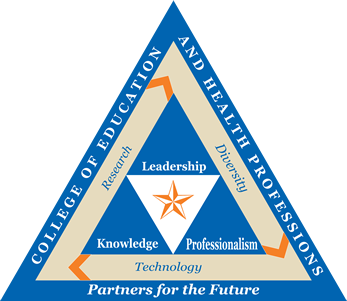 COLLEGE OF EDUCATION
AND HEALTH PROFESSIONS
Research
Diversity
Leadership
Knowledge
Professionalism
Technology
Partners for the Future